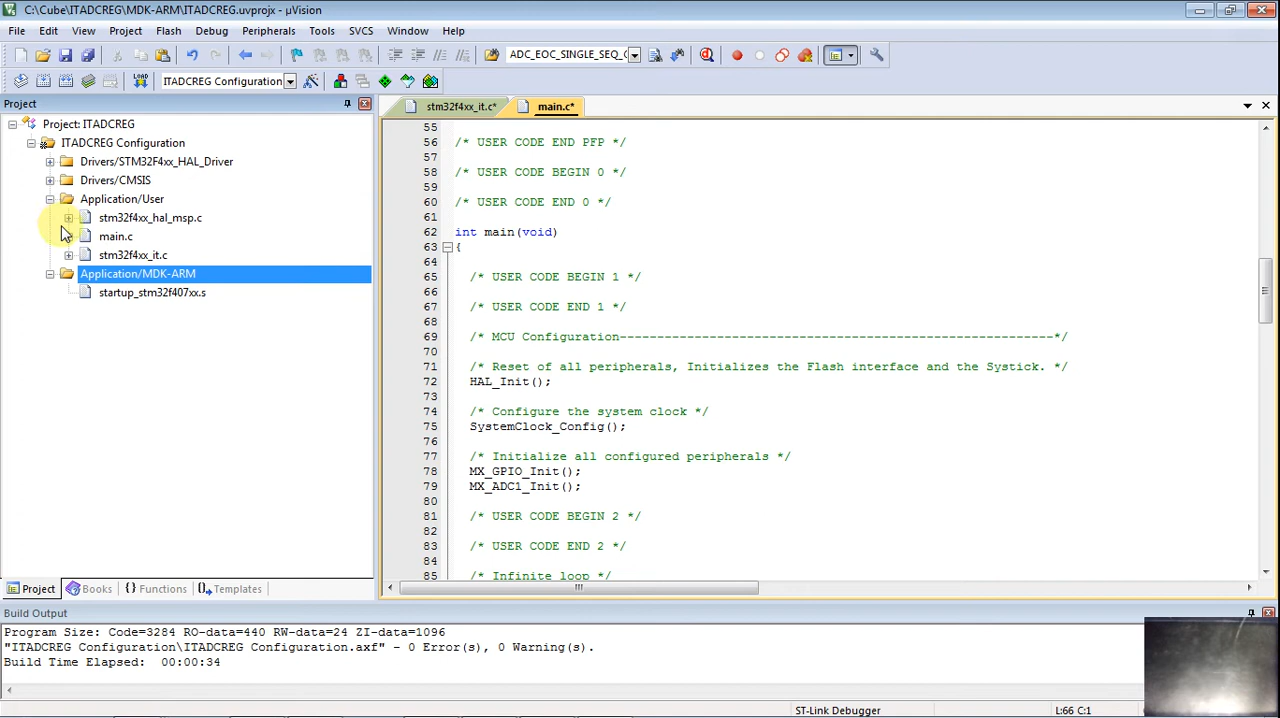 C:\Cube\ITADCREG\MDK-ARM\ITADCREG.uvprojx - µVision
File Edit View Project Flash Debug Peripherals Tools SVCS Window Help
ADC_EOC_SINGLE_SEQ_C
LOAD ITADCREG Configuration
Project
stm32f4xx_it.c* main.c*
Project: ITADCREG
ITADCREG Configuration
Drivers/STM32F4xx_HAL_Driver
Drivers/CMSIS
Application/User
stm32f4xx_hal_msp.c
main.c
stm32f4xx_it.c
Application/MDK-ARM
startup_stm32f407xx.s
55
56 /* USER CODE END PFP */
57
58 /* USER CODE BEGIN 0 */
59
60 /* USER CODE END 0 */
61
62 int main(void)
63 {
64
65 /* USER CODE BEGIN 1 */
66
67 /* USER CODE END 1 */
68
69 /* MCU Configuration----------------------------------------------------------*/
70
71 /* Reset of all peripherals, Initializes the Flash interface and the Systick. */
72 HAL_Init();
73
74 /* Configure the system clock */
75 SystemClock_Config();
76
77 /* Initialize all configured peripherals */
78 MX_GPIO_Init();
79 MX_ADC1_Init();
80
81 /* USER CODE BEGIN 2 */
82
83 /* USER CODE END 2 */
84
85 /* Infinite loop */
Project Books {} Functions Templates
Build Output
Program Size: Code=3284 RO-data=440 RW-data=24 ZI-data=1096
"ITADCREG Configuration\ITADCREG Configuration.axf" - 0 Error(s), 0 Warning(s).
Build Time Elapsed:  00:00:34
ST-Link Debugger L:66 C:1